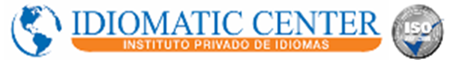 IDIOMATIC CENTER
INSTITUTO PRIVADO DE IDIOMAS
ISO